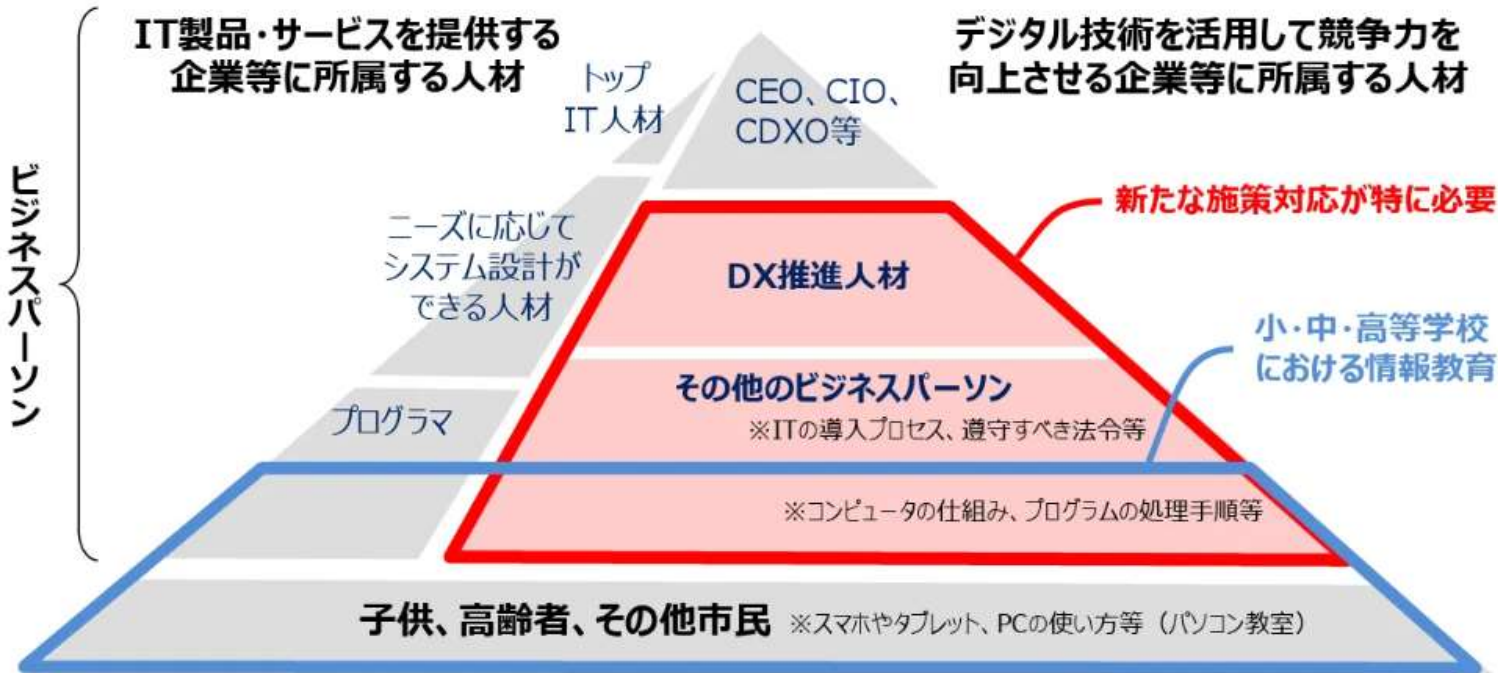 IT製品・サービスを提供する
企業等に所属する人材
デジタル技術を活用して競争力を
向上させる企業等に所属する人材
ビジネスパーソン
トップ
IT人材
CEO、CIO、
CDXO等
新たな施策対応が特に必要
ニーズに応じて
システム設計が
できる人材
DX推進人材
小・中・高等学校
における情報教育
プログラマ
その他のビジネスパーソン
※ITの導入プロセス、遵守すべき法令等
※コンピュータの仕組み、プログラムの処理手順等
子供、高齢者、その他市民 ※スマホやタブレット、PCの使い方等（パソコン教室）